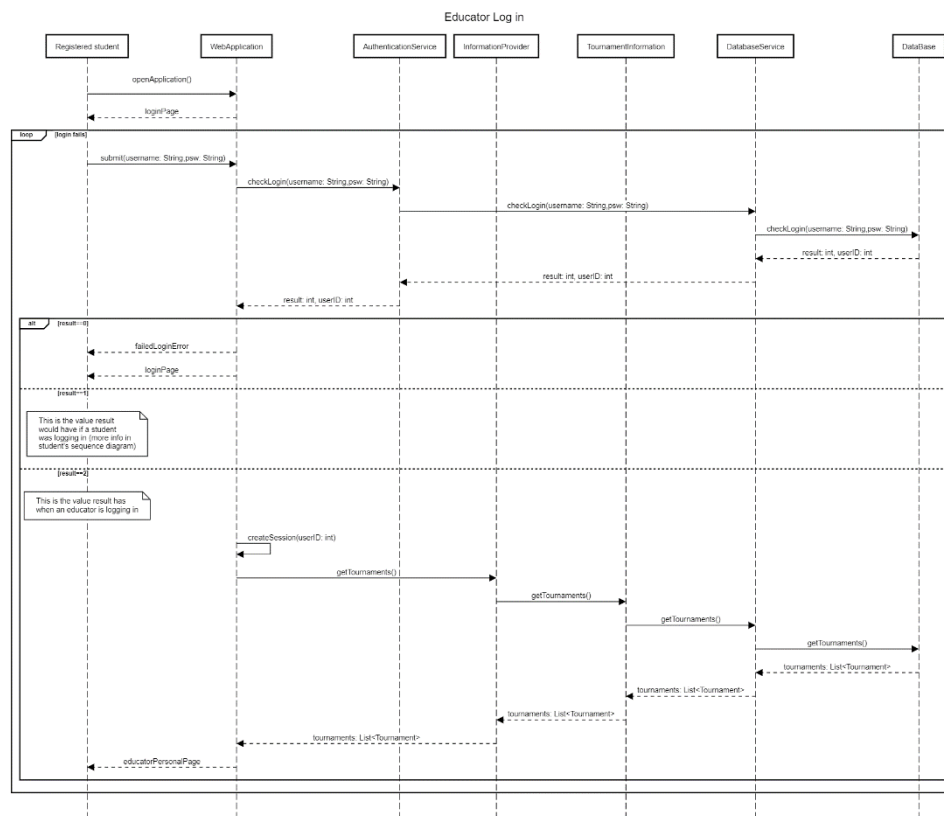 Educator Log in
Registered student
WebApplication
AuthenticationService
InformationProvider
TournamentInformation
DatabaseService
DataBase
openApplication()
loginPage
loop
[login fails]
submit(username: String,psw: String)
checkLogin(username: String,psw: String)
checkLogin(username: String,psw: String)
checkLogin(username: String,psw: String)
result: int, userID: int
result: int, userID: int
result: int, userID: int
alt
[result==0]
failedLoginError
loginPage
[result==1]
This is the value result
would have if a student
was logging in (more info in
student's sequence diagram)
[result==2]
This is the value result has
when an educator is logging in
createSession(userID: int)
getTournaments()
getTournaments()
getTournaments()
getTournaments()
tournaments: List<Tournament>
tournaments: List<Tournament>
tournaments: List<Tournament>
tournaments: List<Tournament>
educatorPersonalPage